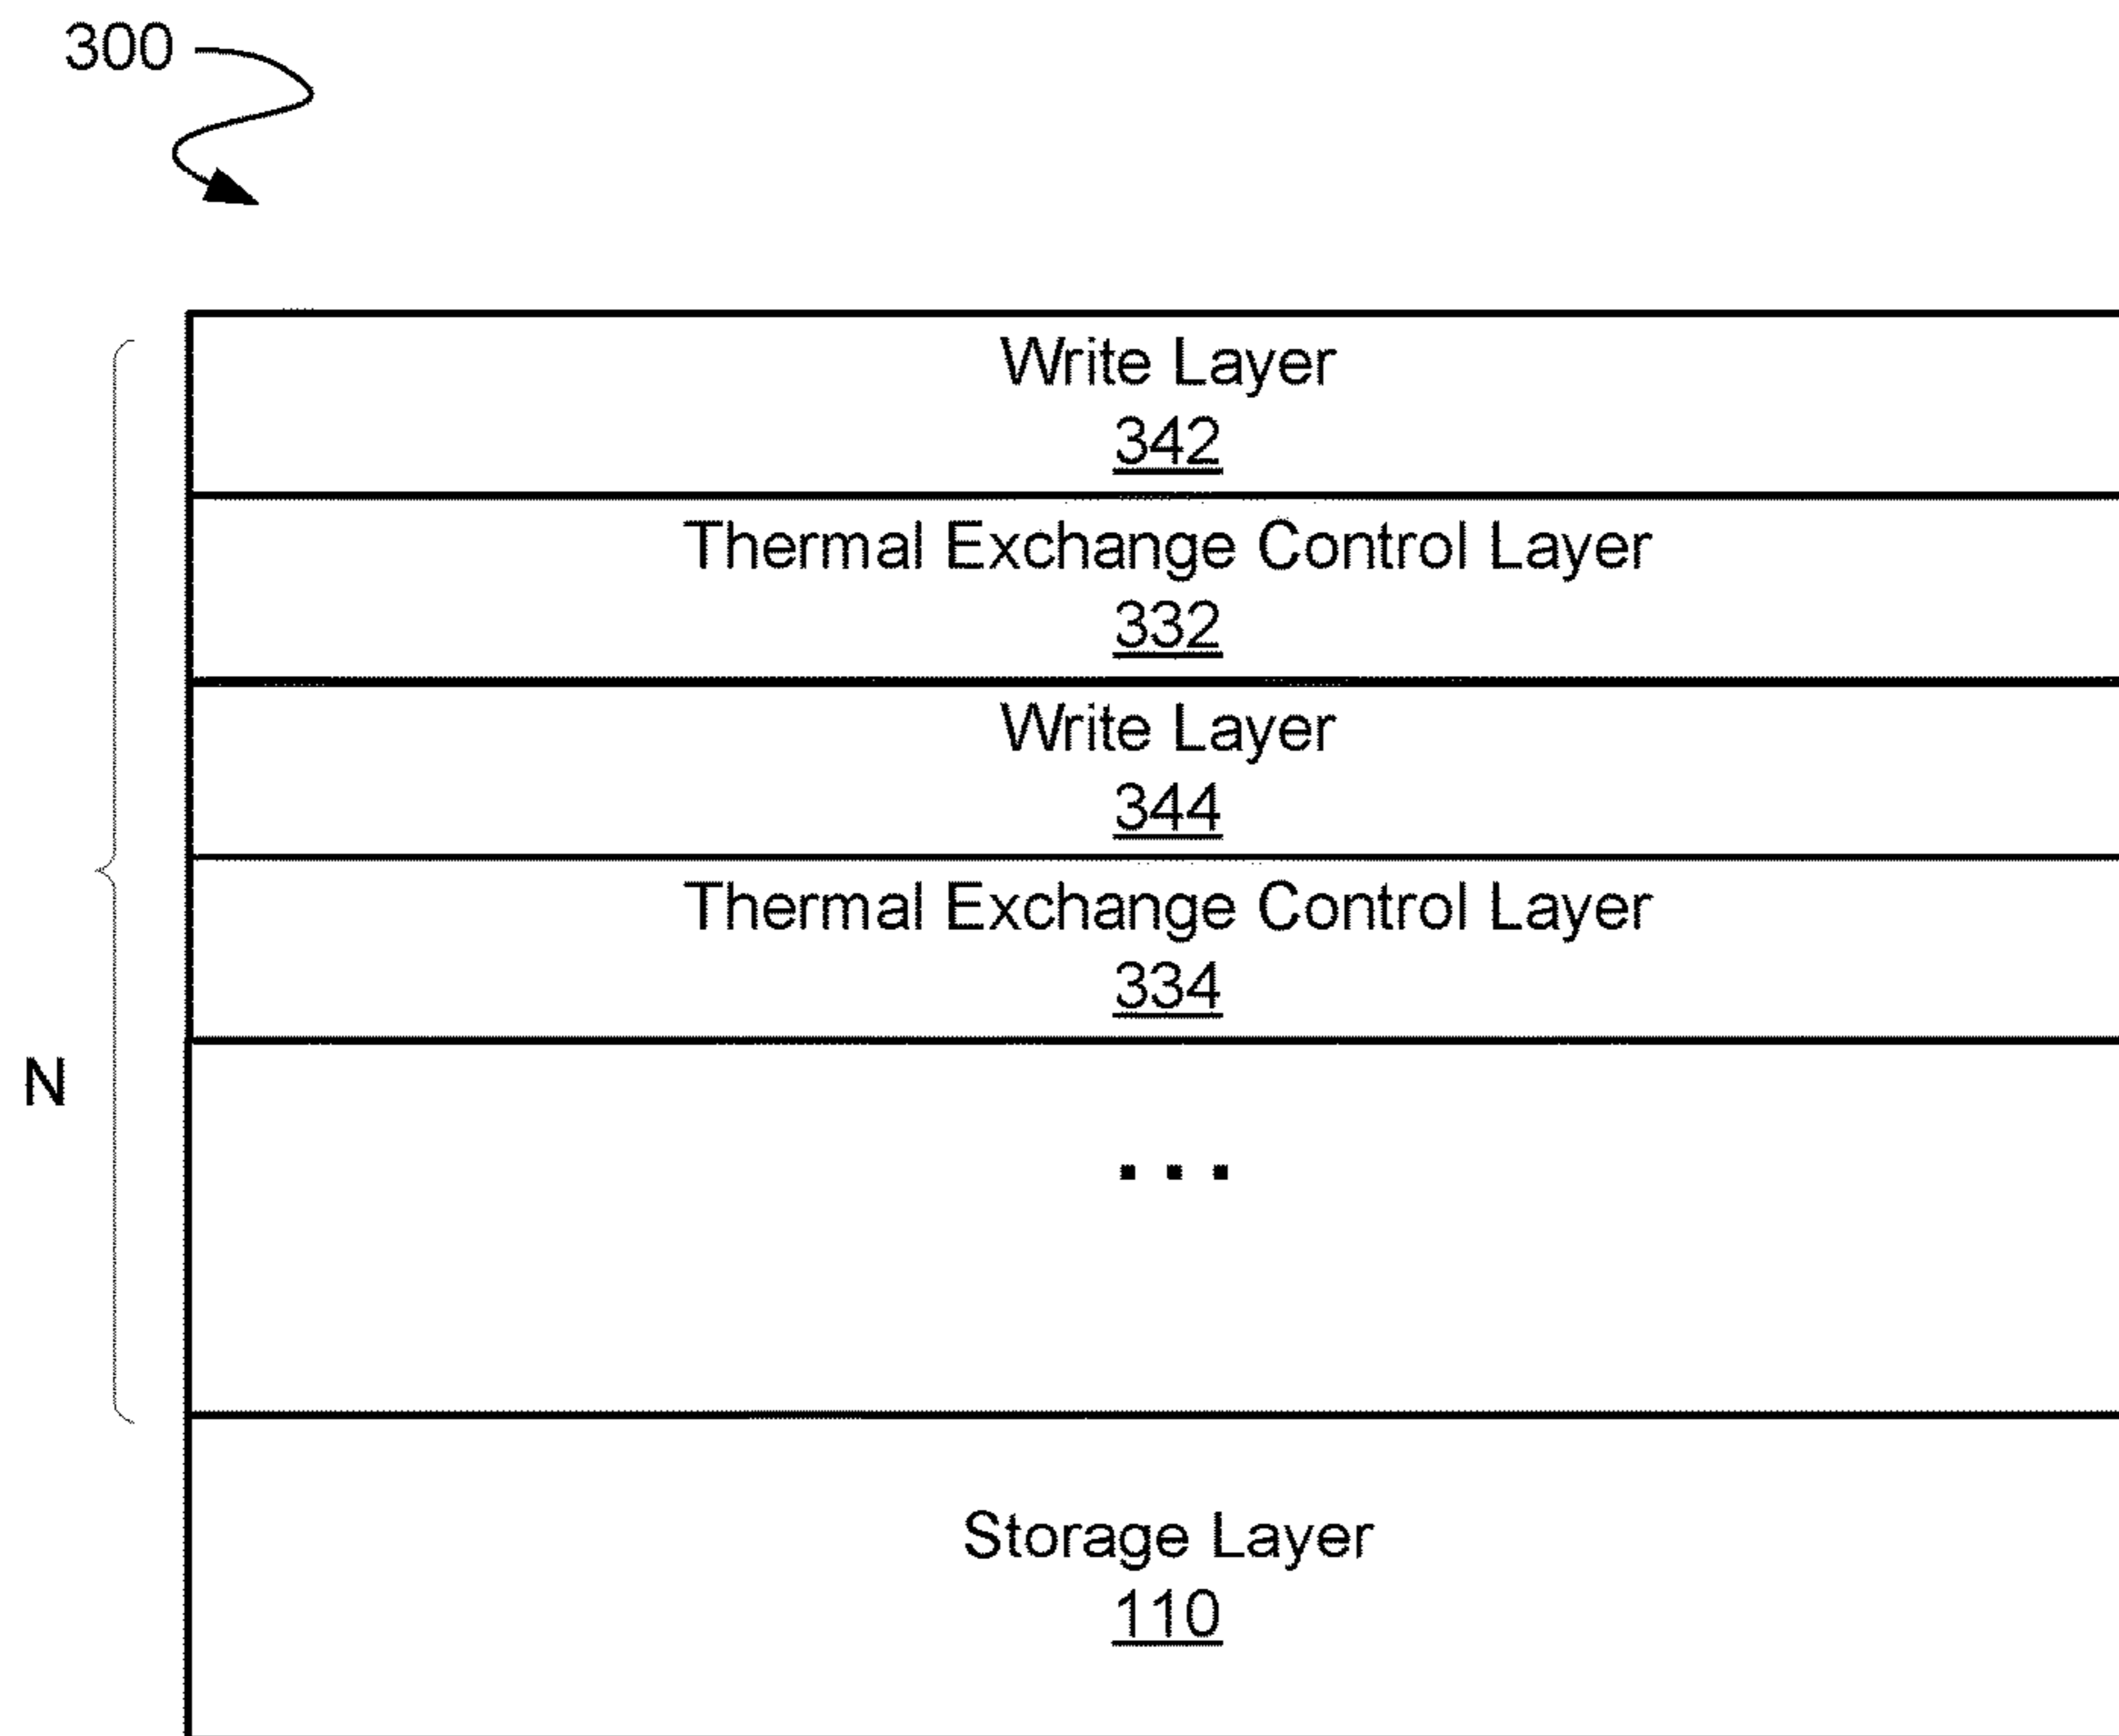 300
Write Layer
342
Thermal Exchange Control Layer
332
Write Layer
344
Thermal Exchange Control Layer
334
N
...
Storage Layer
110